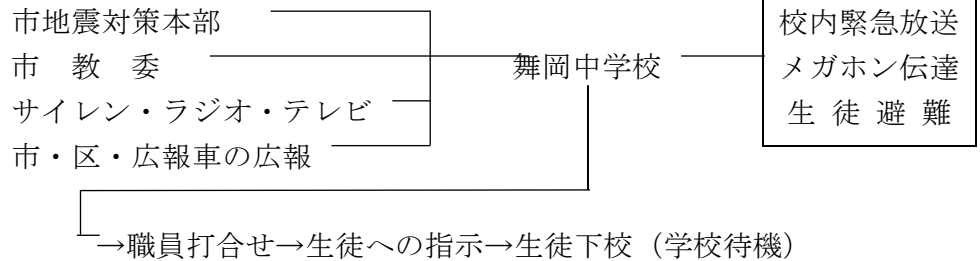 市地震対策本部
市　教　委
サイレン・ラジオ・テレビ
市・区・広報車の広報
舞岡中学校
校内緊急放送
メガホン伝達
生 徒 避 難
→職員打合せ→生徒への指示→生徒下校（学校待機）